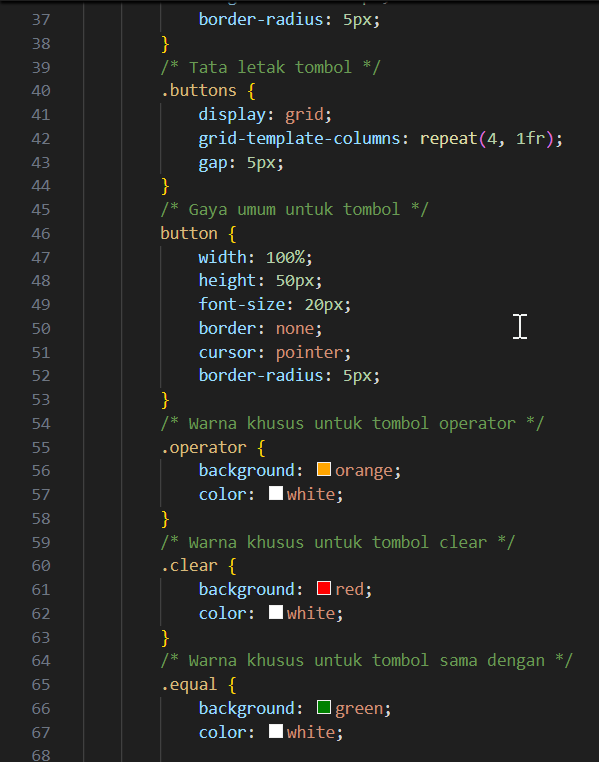 37 border-radius: 5px;
38 }
39 /* Tata letak tombol */
40 .buttons {
41 display: grid;
42 grid-template-columns: repeat(4, 1fr);
43 gap: 5px;
44 }
45 /* Gaya umum untuk tombol */
46 button {
47 width: 100%;
48 height: 50px;
49 font-size: 20px;
50 border: none;
51 cursor: pointer;
52 border-radius: 5px;
53 }
54 /* Warna khusus untuk tombol operator */
55 .operator {
56 background: orange;
57 color: white;
58 }
59 /* Warna khusus untuk tombol clear */
60 .clear {
61 background: red;
62 color: white;
63 }
64 /* Warna khusus untuk tombol sama dengan */
65 .equal {
66 background: green;
67 color: white;
68